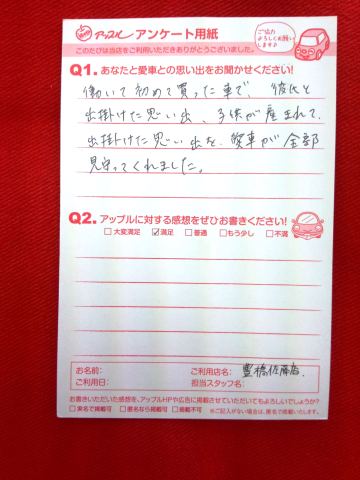 アップル アンケート用紙
ご協力
よろしくお願い
します♪
このたびは当店をご利用いただきありがとうございました。
Q1. あなたと愛車との思い出をお聞かせください!
働いて初めて買った車で、彼氏と
出掛けた思い出、子供が産まれて、
出掛けた思い出を、愛車が全部
見守ってくれました。
Q2. アップルに対する感想をぜひお書きください!
□大変満足 ☑満足 □普通 □もう少し □不満
お名前: ご利用店名: 豊橋佐藤店
ご利用日: 担当スタッフ名:
お書きいただいた感想を、アップルHPや広告に掲載させていただいてもよろしいでしょうか?
□実名で掲載可 □匿名なら掲載可 □掲載不可 ※ご記入がない場合は、匿名で掲載いたします。